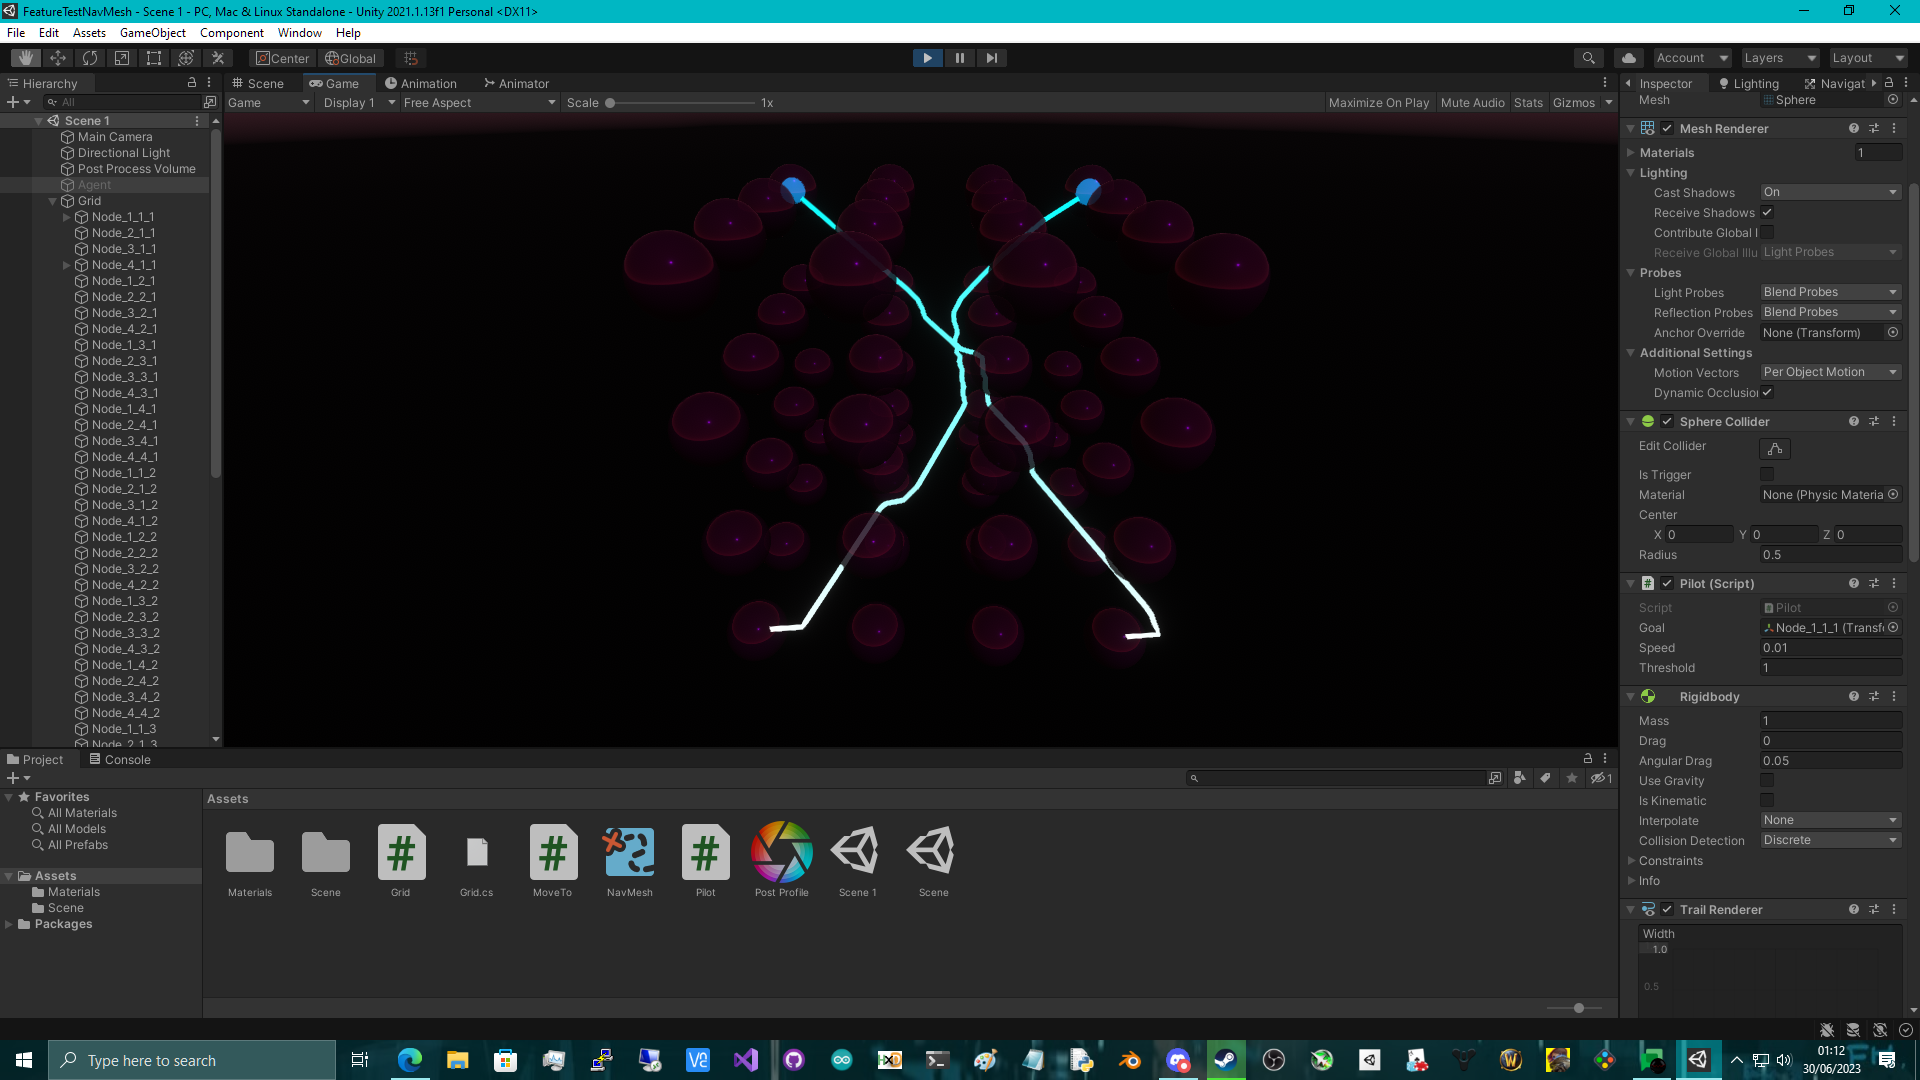 FeatureTestNavMesh - Scene 1 - PC, Mac & Linux Standalone - Unity 2021.1.13f1 Personal <DX11>
File Edit Assets GameObject Component Window Help
Center Global
Account Layers Layout
Hierarchy
All
Scene 1
Main Camera
Directional Light
Post Process Volume
Agent
Grid
Node_1_1_1
Node_2_1_1
Node_3_1_1
Node_4_1_1
Node_1_2_1
Node_2_2_1
Node_3_2_1
Node_4_2_1
Node_1_3_1
Node_2_3_1
Node_3_3_1
Node_4_3_1
Node_1_4_1
Node_2_4_1
Node_3_4_1
Node_4_4_1
Node_1_1_2
Node_2_1_2
Node_3_1_2
Node_4_1_2
Node_1_2_2
Node_2_2_2
Node_3_2_2
Node_4_2_2
Node_1_3_2
Node_2_3_2
Node_3_3_2
Node_4_3_2
Node_1_4_2
Node_2_4_2
Node_3_4_2
Node_4_4_2
Node_1_1_3
Node_2_1_3
Scene Game Animation Animator
Game Display 1 Free Aspect Scale 1x Maximize On Play Mute Audio Stats Gizmos
Inspector Lighting Navigat
Mesh Sphere
Mesh Renderer
Materials 1
Lighting
Cast Shadows On
Receive Shadows
Contribute Global I
Receive Global Illu Light Probes
Probes
Light Probes Blend Probes
Reflection Probes Blend Probes
Anchor Override None (Transform)
Additional Settings
Motion Vectors Per Object Motion
Dynamic Occlusion
Sphere Collider
Edit Collider
Is Trigger
Material None (Physic Materia
Center
X 0 Y 0 Z 0
Radius 0.5
Pilot (Script)
Script Pilot
Goal Node_1_1_1 (Transf
Speed 0.01
Threshold 1
Rigidbody
Mass 1
Drag 0
Angular Drag 0.05
Use Gravity
Is Kinematic
Interpolate None
Collision Detection Discrete
Constraints
Info
Trail Renderer
Width
1.0
0.5
Project Console
1
Favorites
All Materials
All Models
All Prefabs
Assets
Materials
Scene
Packages
Assets
Materials Scene Grid Grid.cs MoveTo NavMesh Pilot Post Profile Scene 1 Scene
Type here to search
01:12
30/06/2023